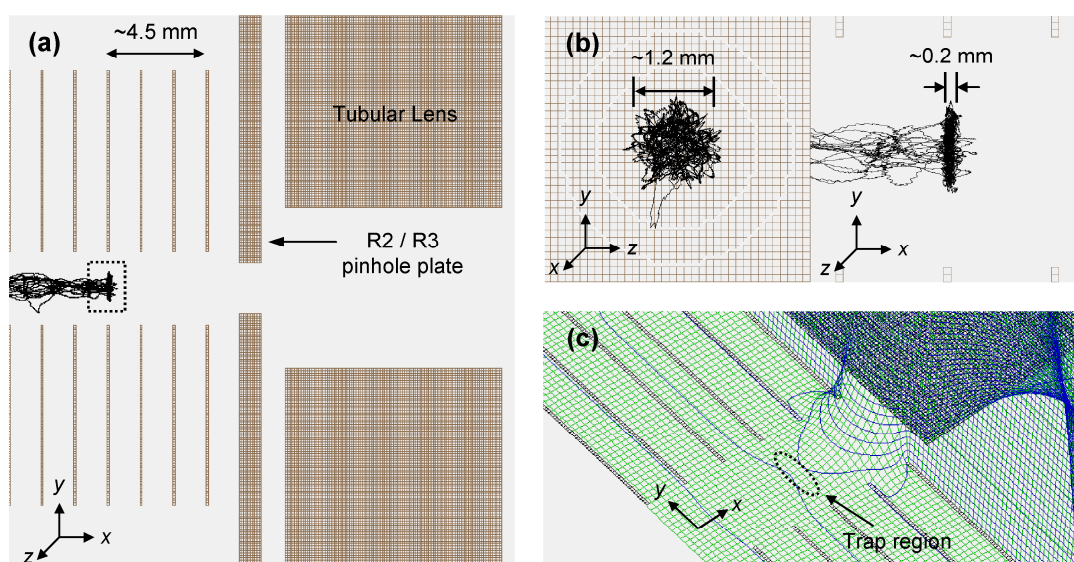 (a)
~4.5 mm
Tubular Lens
R2 / R3
pinhole plate
y
x
z
(b)
~1.2 mm
~0.2 mm
y
z
x
y
x
z
(c)
y
x
Trap region